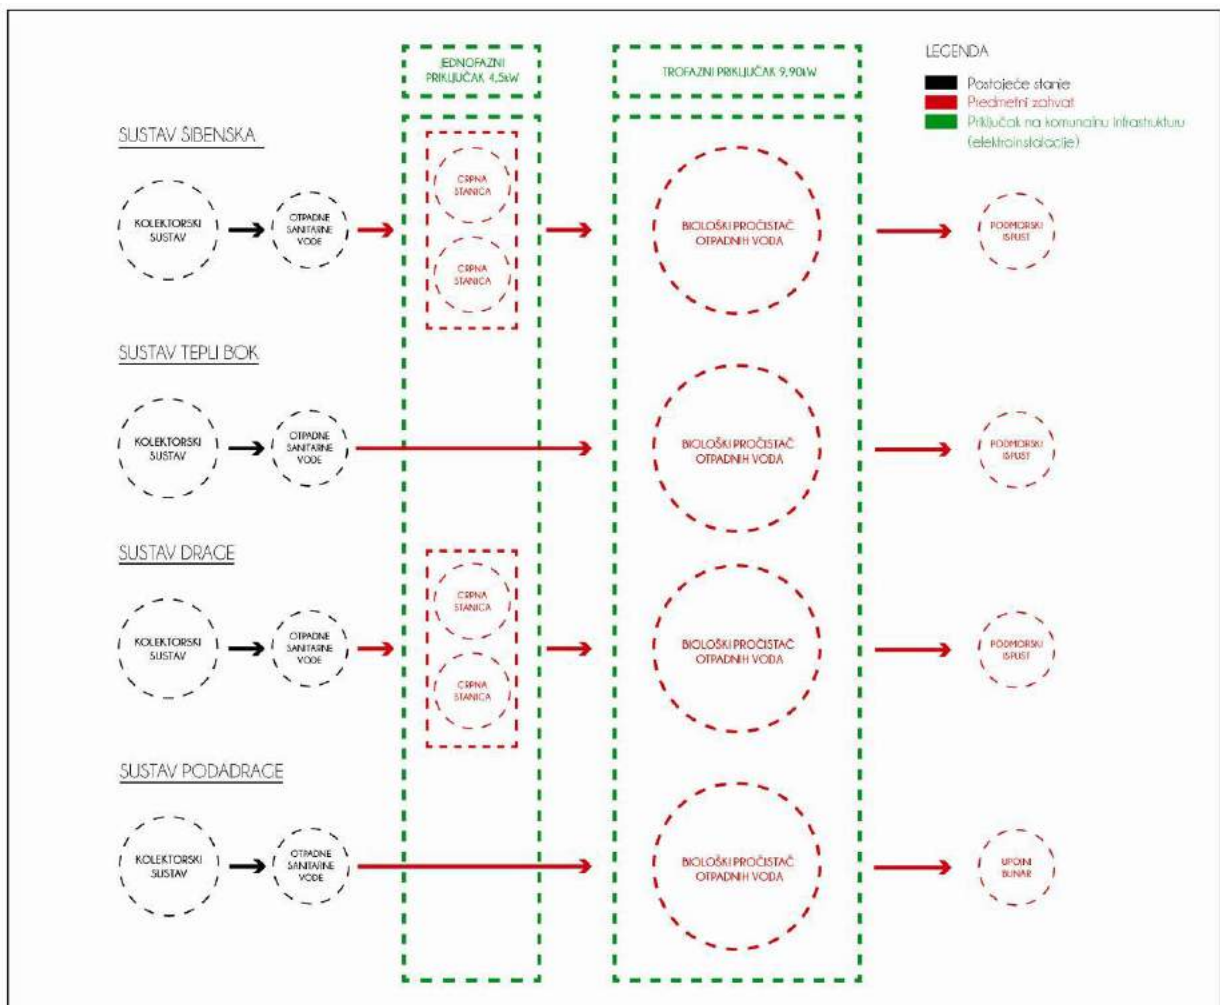 JEDNOFAZNI
PRIKLJUČAK 4,5kW
TROFAZNI PRIKLJUČAK 9,90kW
LEGENDA
Postojeće stanje
Predmetni zahvat
Priključak na komunalnu infrastrukturu
(elektroinstalacije)
SUSTAV ŠIBENSKA
KOLEKTORSKI
SUSTAV
OTPADNE
SANITARNE
VODE
CRPNA
STANICA
CRPNA
STANICA
BIOLOŠKI PROČISTAČ
OTPADNIH VODA
PODMORSKI
ISPUST
SUSTAV TEPLI BOK
KOLEKTORSKI
SUSTAV
OTPADNE
SANITARNE
VODE
BIOLOŠKI PROČISTAČ
OTPADNIH VODA
PODMORSKI
ISPUST
SUSTAV DRAGE
KOLEKTORSKI
SUSTAV
OTPADNE
SANITARNE
VODE
CRPNA
STANICA
CRPNA
STANICA
BIOLOŠKI PROČISTAČ
OTPADNIH VODA
PODMORSKI
ISPUST
SUSTAV PODADRAGE
KOLEKTORSKI
SUSTAV
OTPADNE
SANITARNE
VODE
BIOLOŠKI PROČISTAČ
OTPADNIH VODA
UPOJNI
BUNAR